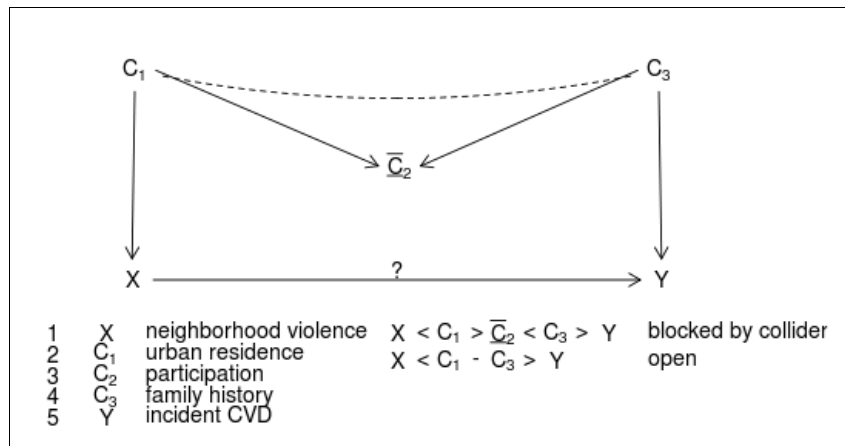 C₁ C₃
C̲̅₂
X ? Y
1 X neighborhood violence X < C₁ > C̲̅₂ < C₃ > Y blocked by collider
2 C₁ urban residence X < C₁ - C₃ > Y open
3 C₂ participation
4 C₃ family history
5 Y incident CVD